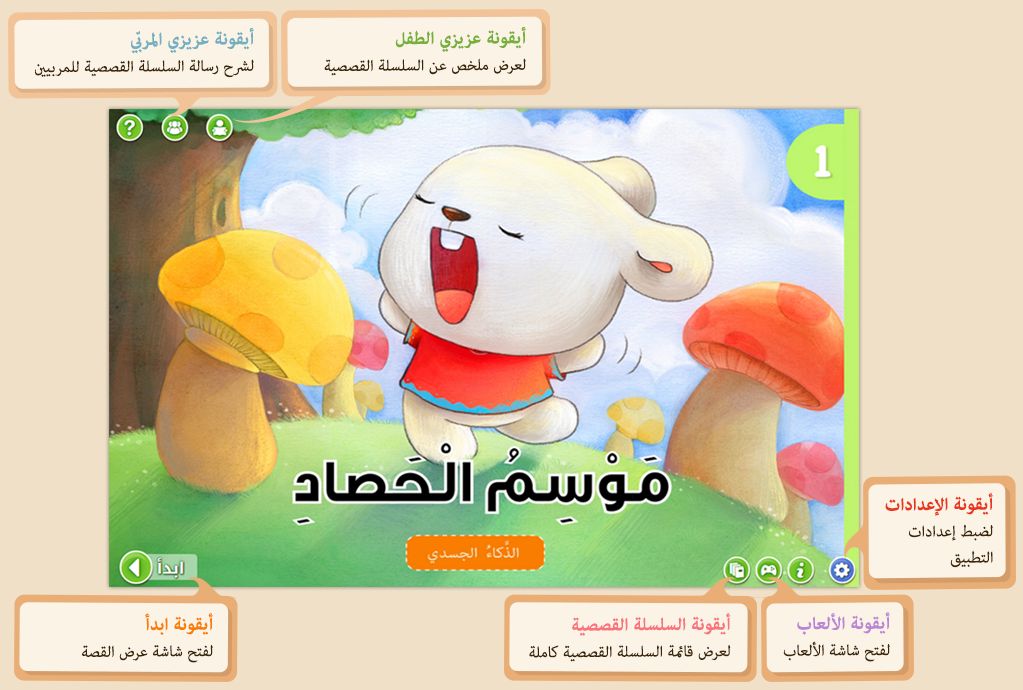 أيقونة عزيزي الطفل
لعرض ملخص عن السلسلة القصصية
أيقونة عزيزي المربّي
لشرح رسالة السلسلة القصصية للمربيين
?
1
مَوْسِمُ الْحَصادِ
الذَّكاءُ الجسدي
ابدأ
i
أيقونة الإعدادات
لضبط إعدادات
التطبيق
أيقونة الألعاب
لفتح شاشة الألعاب
أيقونة السلسلة القصصية
لعرض قائمة السلسلة القصصية كاملة
أيقونة ابدأ
لفتح شاشة عرض القصة